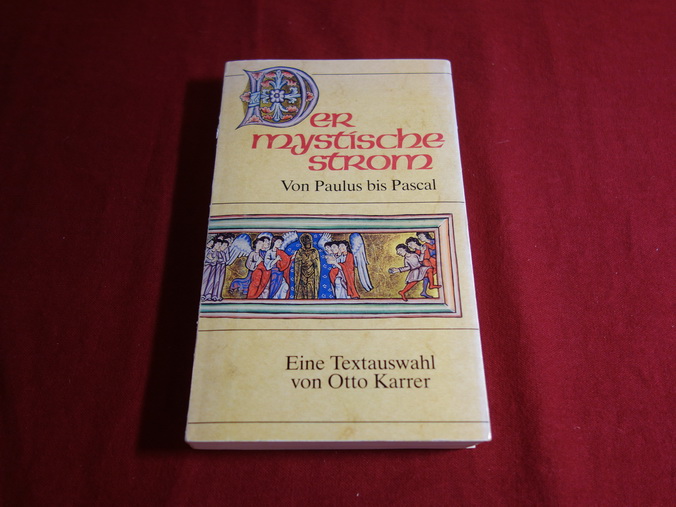 Der
mystische
strom
Von Paulus bis Pascal
Eine Textauswahl
von Otto Karrer